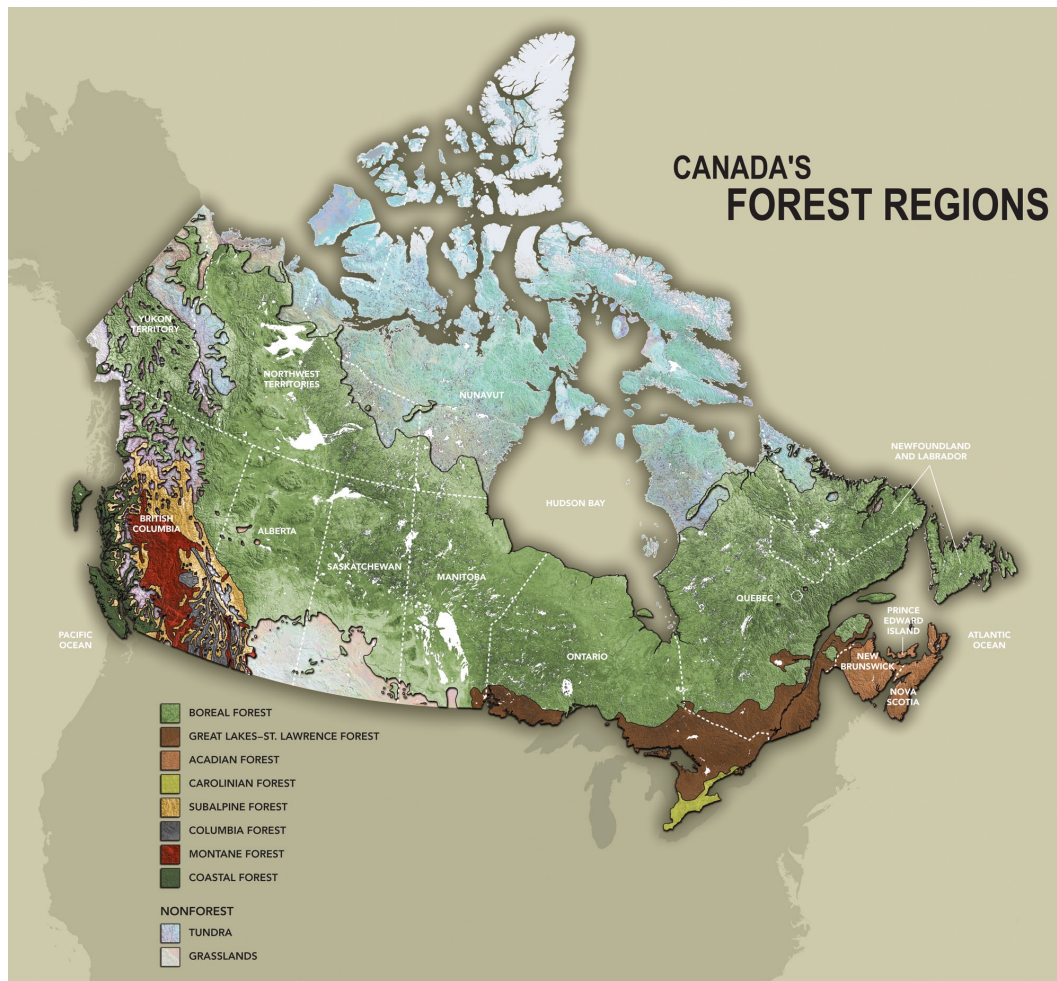 CANADA'S
FOREST REGIONS
YUKON
TERRITORY
NORTHWEST
TERRITORIES
NUNAVUT
NEWFOUNDLAND
AND LABRADOR
HUDSON BAY
BRITISH
COLUMBIA
ALBERTA
SASKATCHEWAN
MANITOBA
QUEBEC
PRINCE
EDWARD
ISLAND
PACIFIC
OCEAN
ATLANTIC
OCEAN
ONTARIO
NEW
BRUNSWICK
NOVA
SCOTIA
BOREAL FOREST
GREAT LAKES–ST. LAWRENCE FOREST
ACADIAN FOREST
CAROLINIAN FOREST
SUBALPINE FOREST
COLUMBIA FOREST
MONTANE FOREST
COASTAL FOREST
NONFOREST
TUNDRA
GRASSLANDS